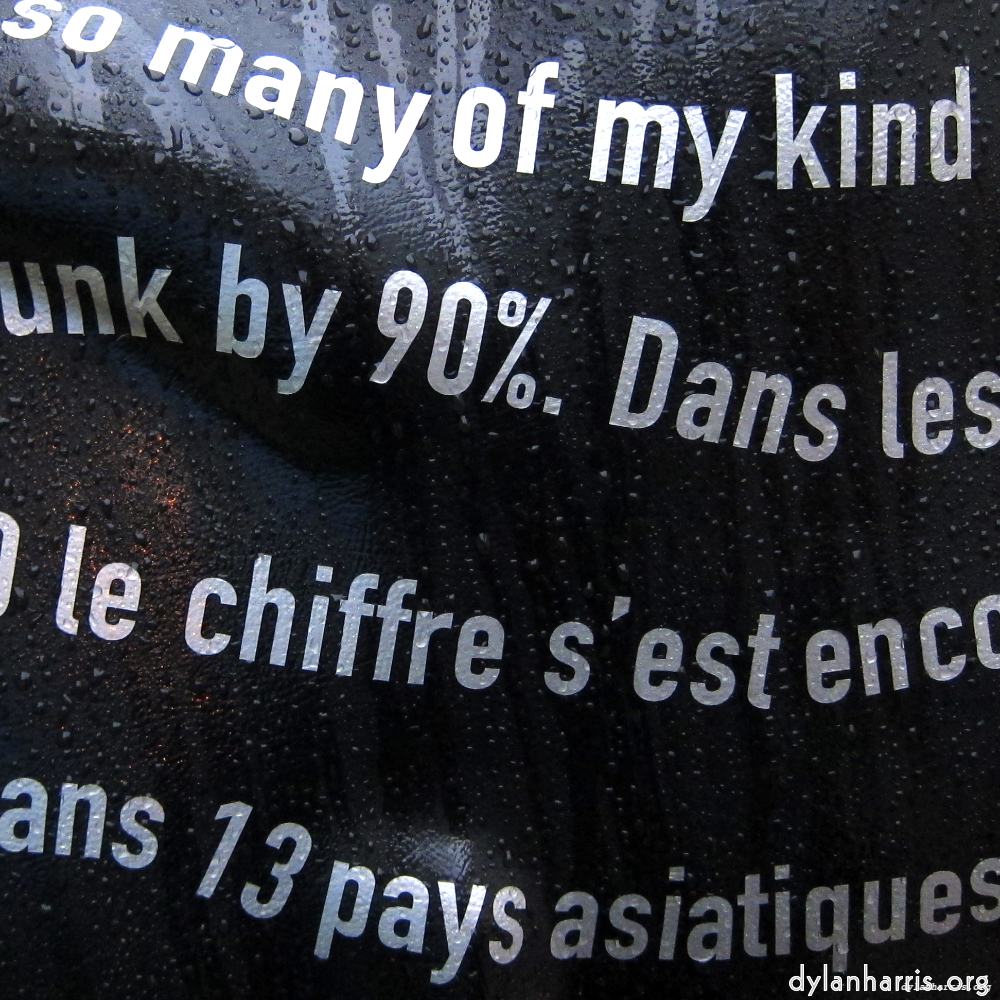 so many of my kind
unk by 90%. Dans les
0 le chiffre s'est enco
ans 13 pays asiatiques
dylanharris.org